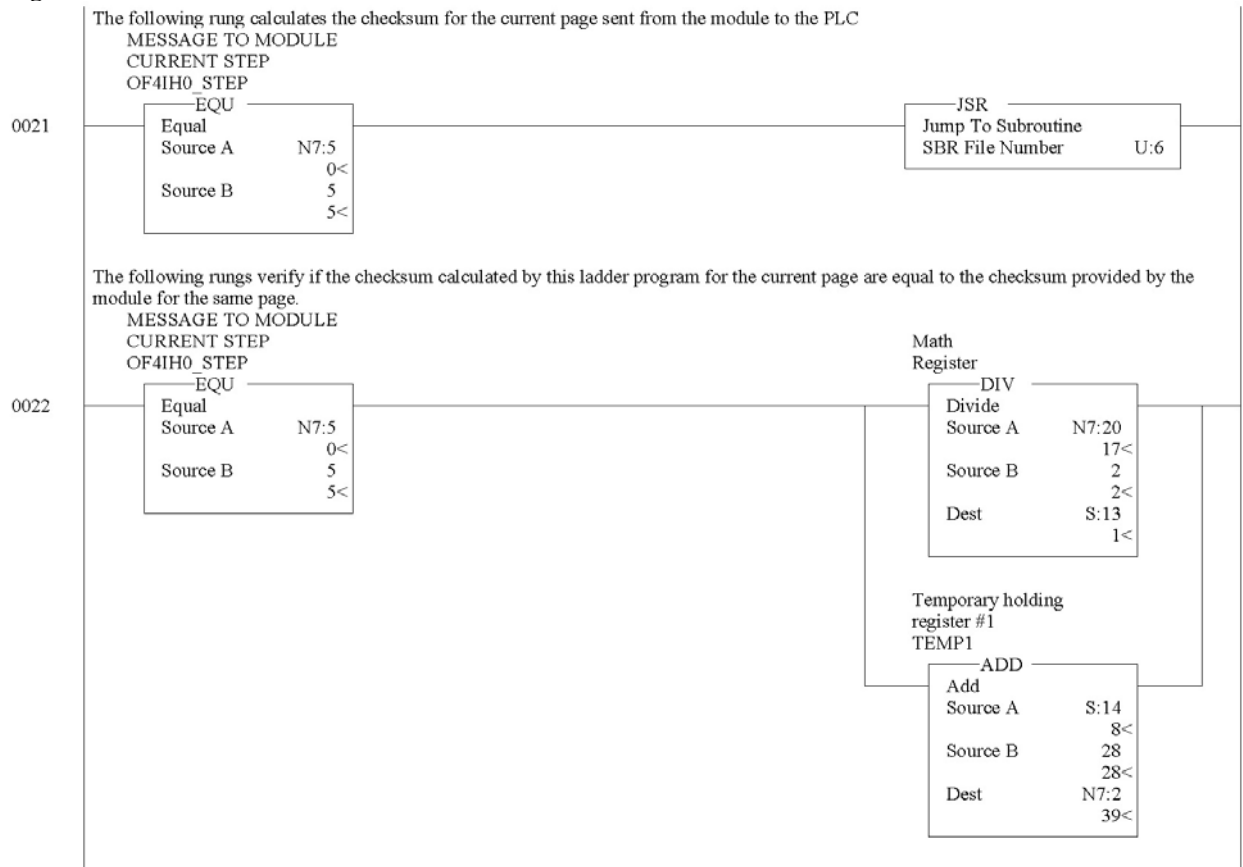 The following rung calculates the checksum for the current page sent from the module to the PLC
MESSAGE TO MODULE
CURRENT STEP
OF4IH0_STEP
EQU
JSR
0021
Equal
Jump To Subroutine
Source A N7:5
SBR File Number U:6
0<
Source B 5
5<
The following rungs verify if the checksum calculated by this ladder program for the current page are equal to the checksum provided by the
module for the same page.
MESSAGE TO MODULE
CURRENT STEP
OF4IH0_STEP
Math
Register
EQU
DIV
0022
Equal
Divide
Source A N7:5
Source A N7:20
0<
17<
Source B 5
Source B 2
5<
2<
Dest S:13
1<
Temporary holding
register #1
TEMP1
ADD
Add
Source A S:14
8<
Source B 28
28<
Dest N7:2
39<